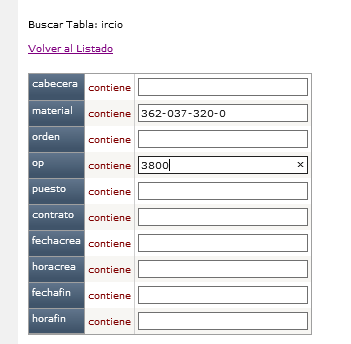 Buscar Tabla: ircio
Volver al Listado
cabecera contiene
material contiene 362-037-320-0
orden contiene
op contiene 3800 ×
puesto contiene
contrato contiene
fechacrea contiene
horacrea contiene
fechafin contiene
horafin contiene